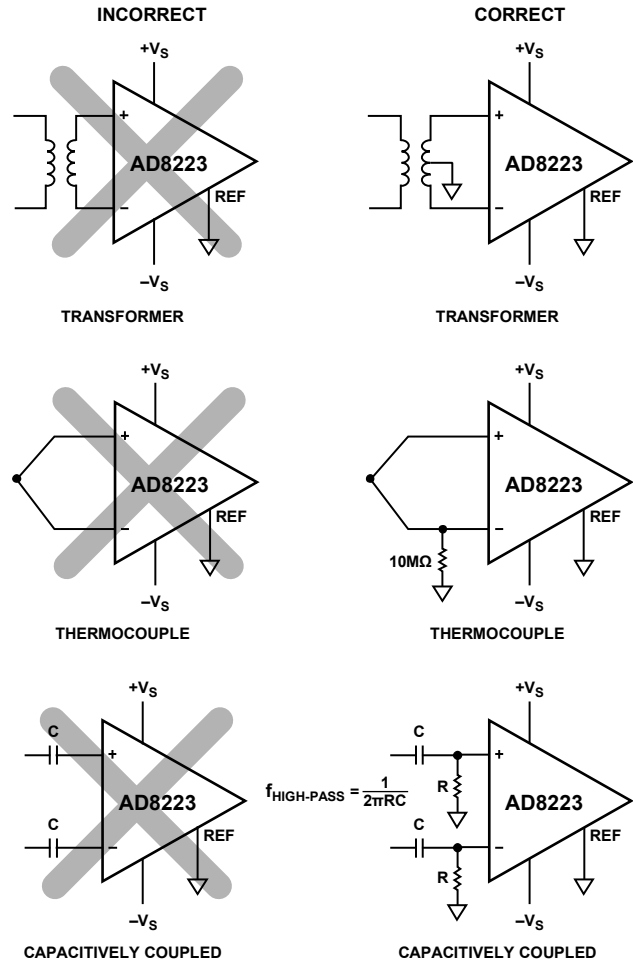 INCORRECT
CORRECT
+VS
+
AD8223
REF
−
−VS
TRANSFORMER
+VS
+
AD8223
REF
−
−VS
TRANSFORMER
+VS
+
AD8223
REF
−
−VS
THERMOCOUPLE
+VS
+
AD8223
REF
−
10MΩ
−VS
THERMOCOUPLE
+VS
C
+
AD8223
C
REF
−
−VS
CAPACITIVELY COUPLED
fHIGH-PASS = 1/2πRC
+VS
C
+
R
AD8223
C
REF
−
R
−VS
CAPACITIVELY COUPLED